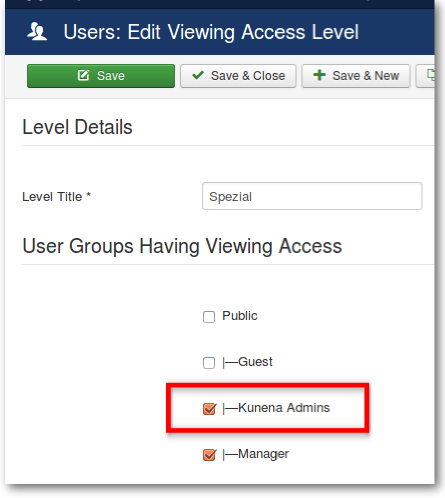 Users: Edit Viewing Access Level
Save
Save & Close
Save & New
Level Details
Level Title *
Spezial
User Groups Having Viewing Access
Public
|—Guest
|—Kunena Admins
|—Manager